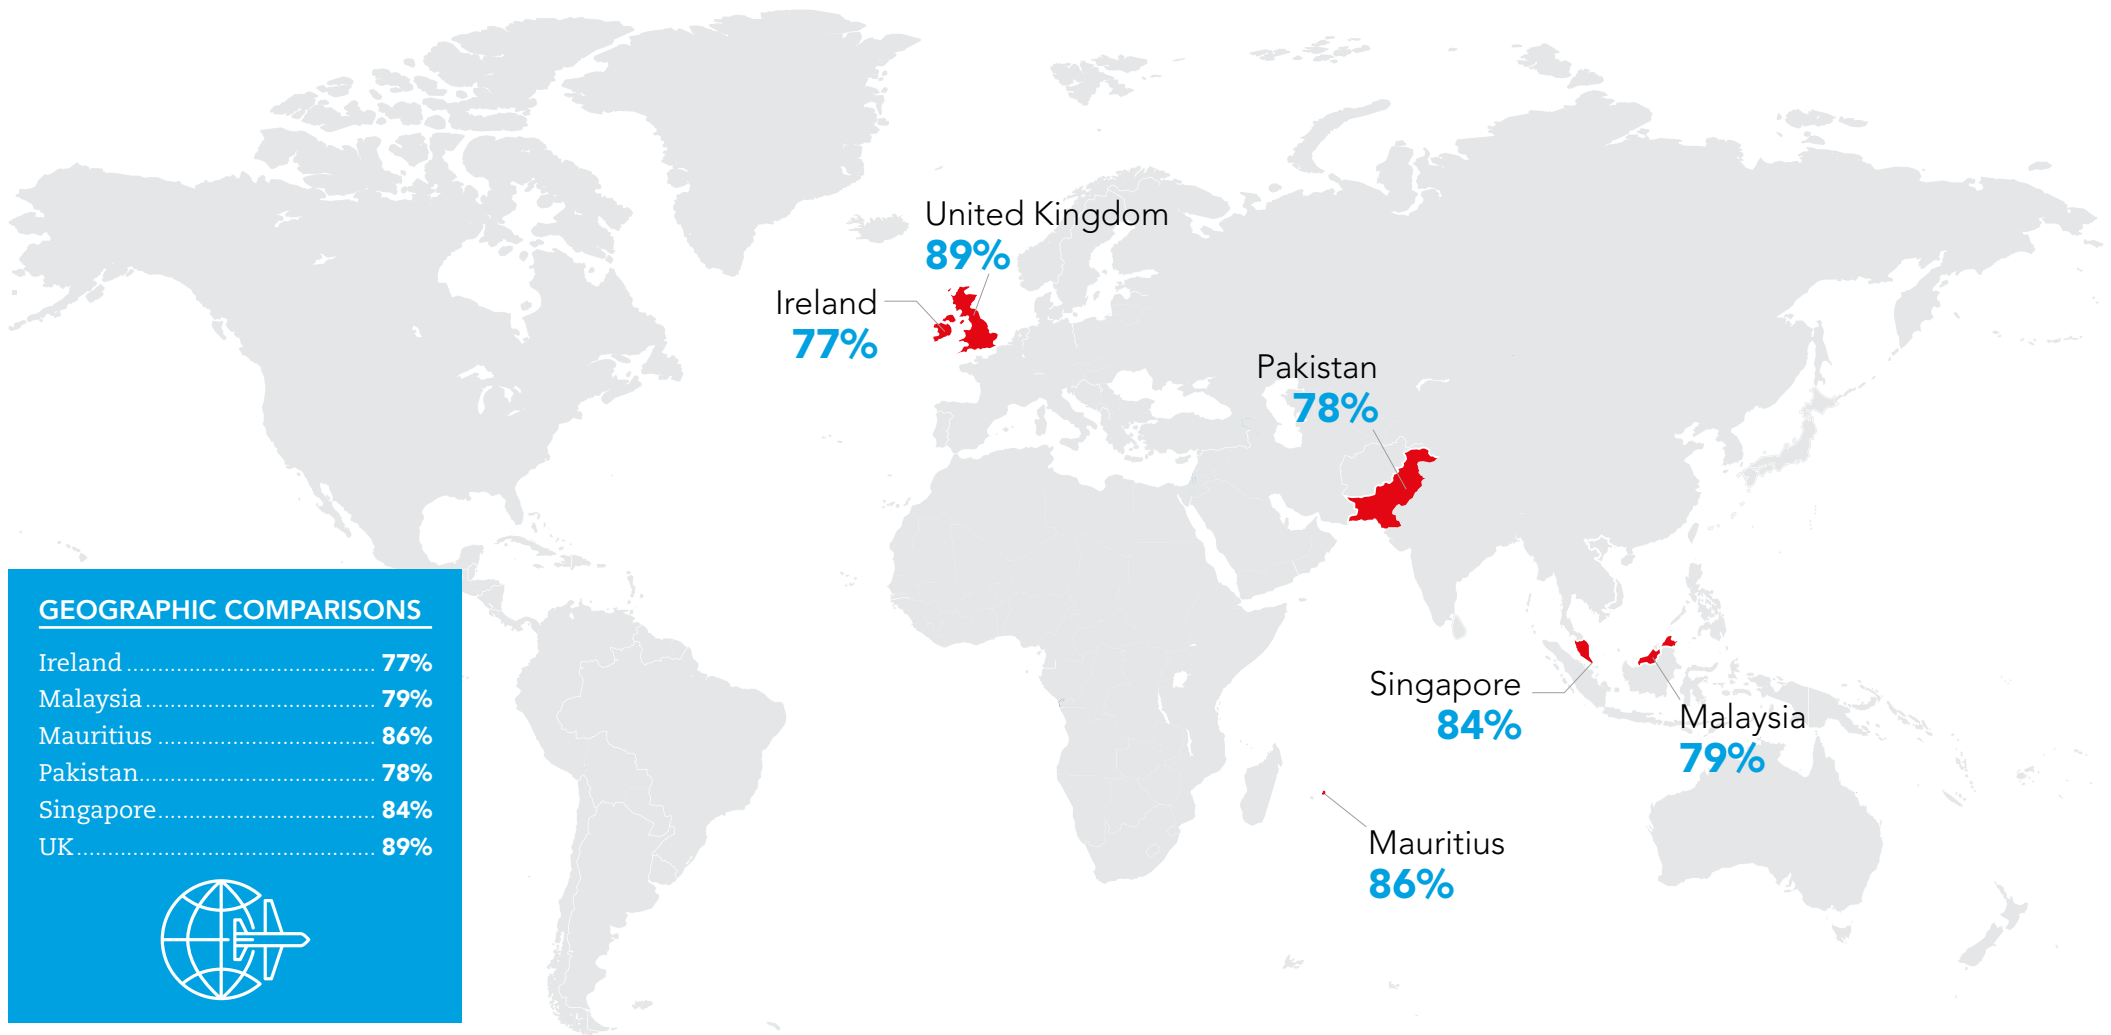 United Kingdom
89%
Ireland
77%
Pakistan
78%
Singapore
84%
Malaysia
79%
Mauritius
86%
GEOGRAPHIC COMPARISONS
Ireland 77%
Malaysia 79%
Mauritius 86%
Pakistan 78%
Singapore 84%
UK 89%